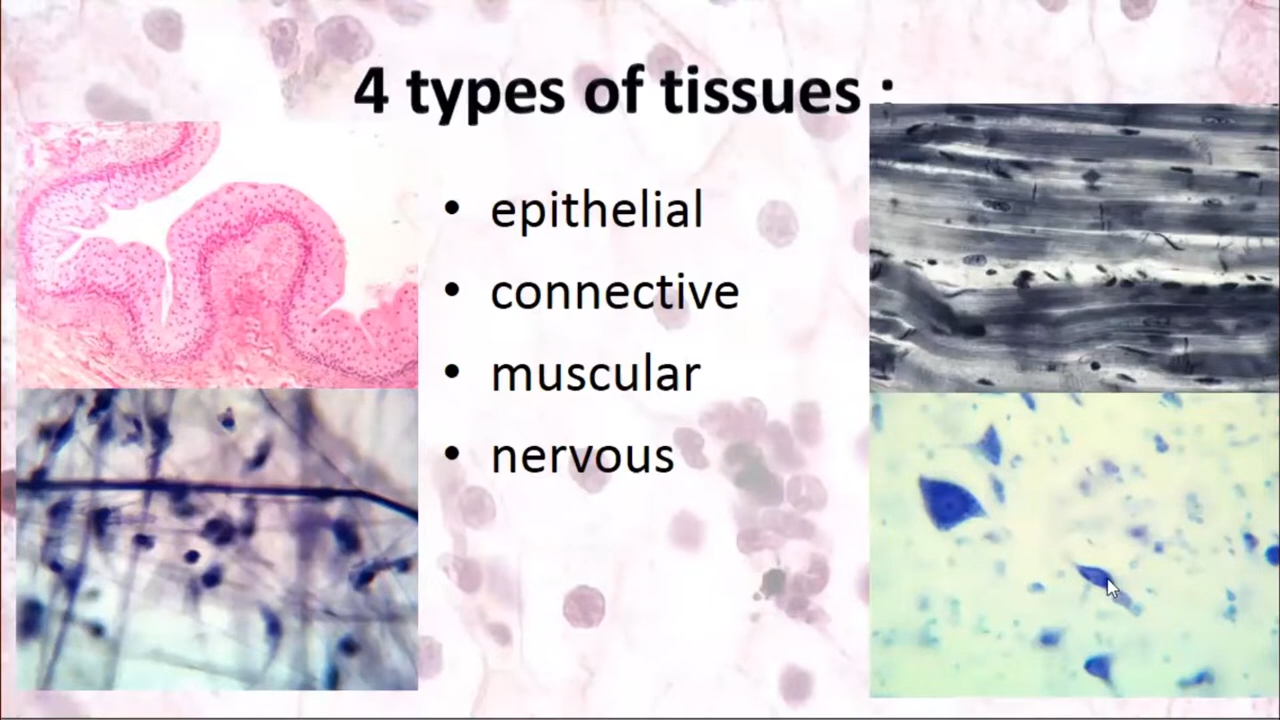 4 types of tissues :
• epithelial
• connective
• muscular
• nervous